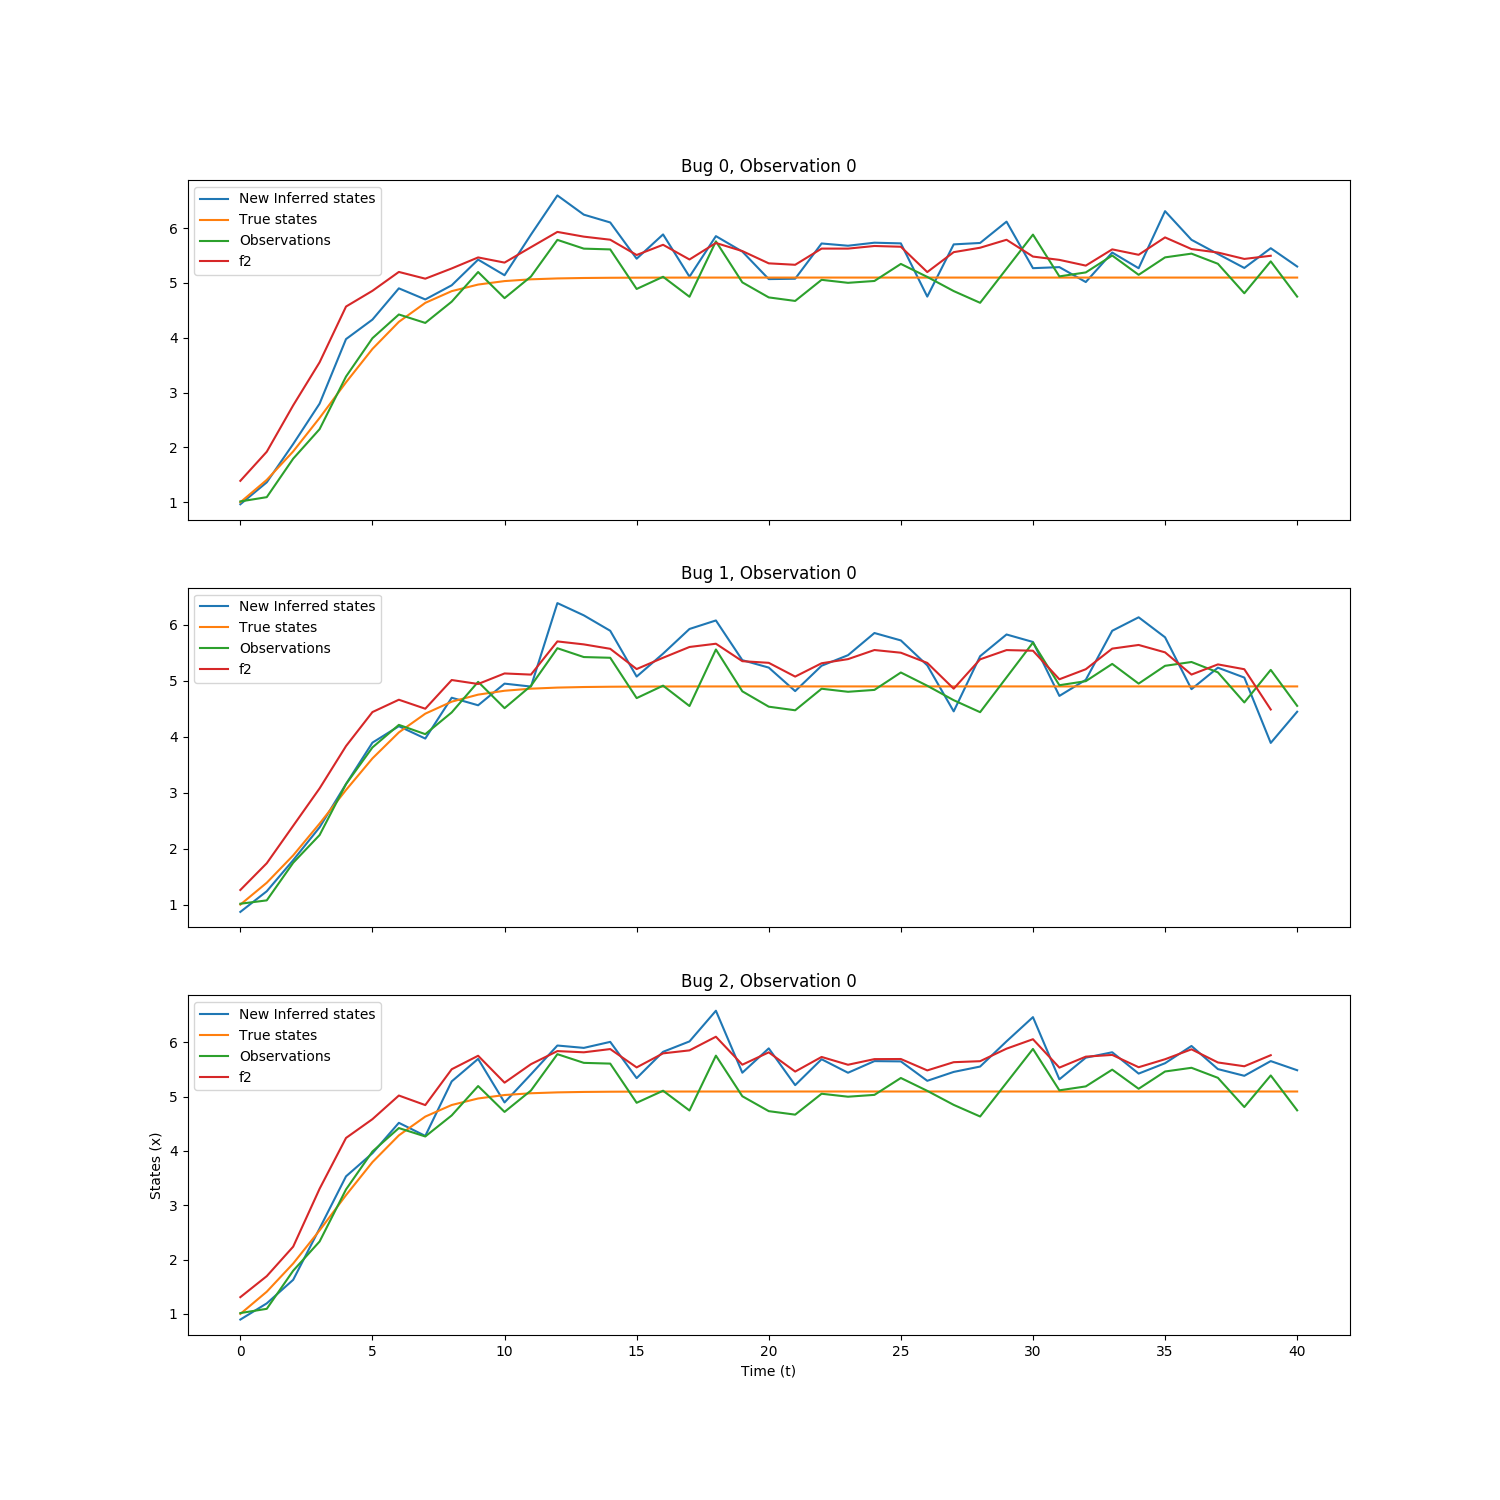 Bug 0, Observation 0
New Inferred states
True states
Observations
f2
6
5
4
3
2
1
Bug 1, Observation 0
New Inferred states
True states
Observations
f2
6
5
4
3
2
1
Bug 2, Observation 0
New Inferred states
True states
Observations
f2
6
5
4
3
2
1
States (x)
0 5 10 15 20 25 30 35 40
Time (t)